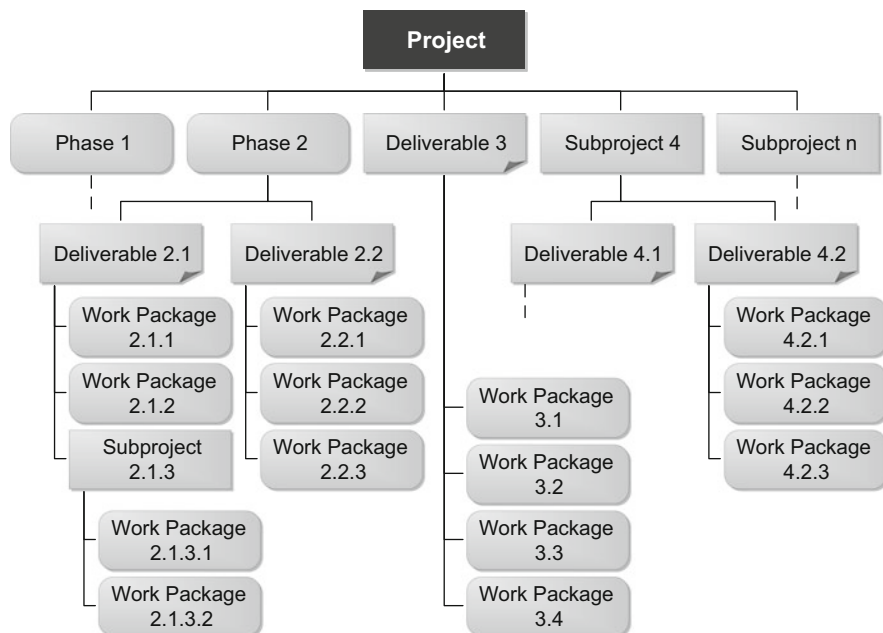 Project
Phase 1
Phase 2
Deliverable 3
Subproject 4
Subproject n
Deliverable 2.1
Deliverable 2.2
Deliverable 4.1
Deliverable 4.2
Work Package
2.1.1
Work Package
2.1.2
Subproject
2.1.3
Work Package
2.1.3.1
Work Package
2.1.3.2
Work Package
2.2.1
Work Package
2.2.2
Work Package
2.2.3
Work Package
3.1
Work Package
3.2
Work Package
3.3
Work Package
3.4
Work Package
4.2.1
Work Package
4.2.2
Work Package
4.2.3